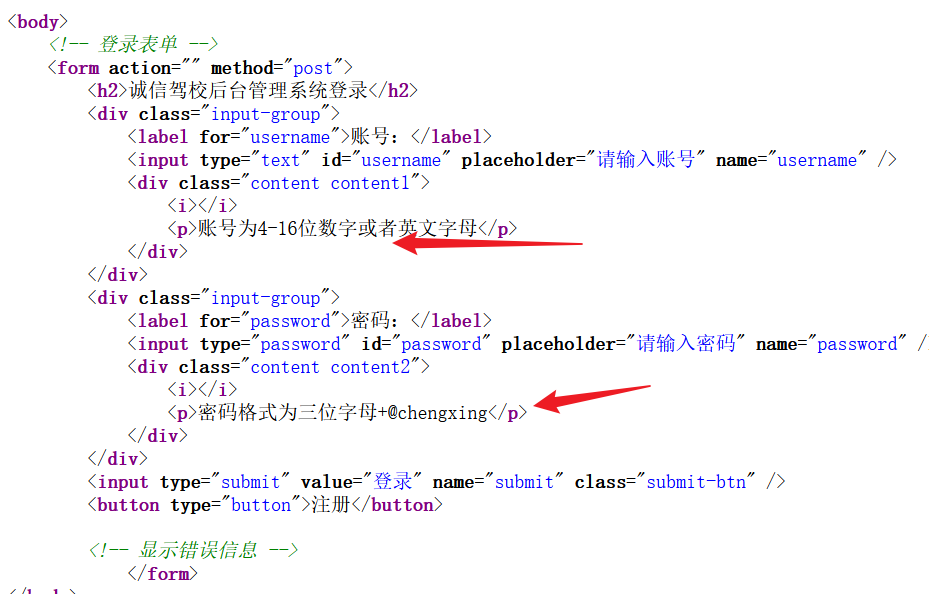 <body>
<!-- 登录表单 -->
<form action="" method="post">
<h2>诚信驾校后台管理系统登录</h2>
<div class="input-group">
<label for="username">账号：</label>
<input type="text" id="username" placeholder="请输入账号" name="username" />
<div class="content content1">
<i></i>
<p>账号为4-16位数字或者英文字母</p>
</div>
</div>
<div class="input-group">
<label for="password">密码：</label>
<input type="password" id="password" placeholder="请输入密码" name="password" /
<div class="content content2">
<i></i>
<p>密码格式为三位字母+@chengxing</p>
</div>
</div>
<input type="submit" value="登录" name="submit" class="submit-btn" />
<button type="button">注册</button>
<!-- 显示错误信息 -->
</form>